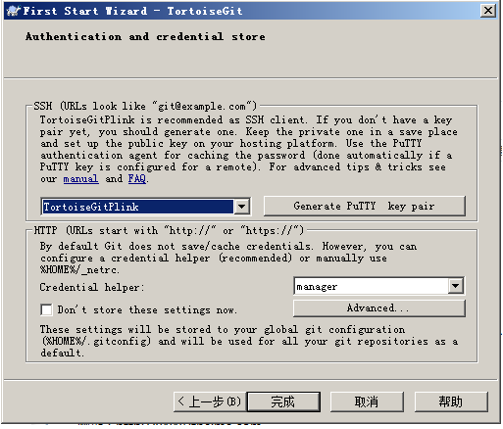 First Start Wizard - TortoiseGit
Authentication and credential store
SSH (URLs look like "git@example.com")
TortoiseGitPlink is recommended as SSH client. If you don't have a key
pair yet, you should generate one. Keep the private one in a save place
and set up the public key on your hosting platform. Use the PuTTY
authentication agent for caching the password (done automatically if a
PuTTY key is configured for a remote). For advanced tips & tricks see
our manual and FAQ.
TortoiseGitPlink
Generate PuTTY key pair
HTTP (URLs start with "http://" or "https://")
By default Git does not save/cache credentials. However, you can
configure a credential helper (recommended) or manually use
%HOME%/_netrc.
Credential helper:
manager
Don't store these settings now.
Advanced...
These settings will be stored to your global git configuration
(%HOME%/.gitconfig) and will be used for all your git repositories as a
default.
<上一步(B)
完成
取消
帮助